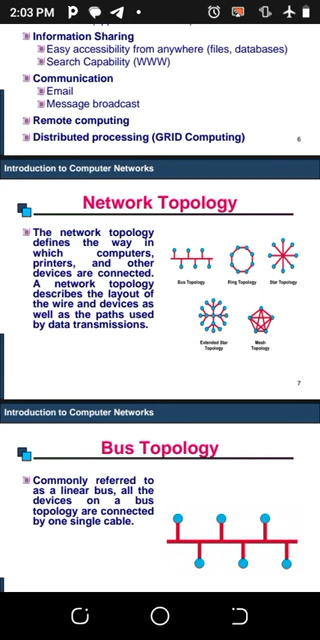 2:03 PM
Information Sharing
Easy accessibility from anywhere (files, databases)
Search Capability (WWW)
Communication
Email
Message broadcast
Remote computing
Distributed processing (GRID Computing)
6
Introduction to Computer Networks
Network Topology
The network topology
defines the way in
which computers,
printers, and other
devices are connected.
A network topology
describes the layout of
the wire and devices as
well as the paths used
by data transmissions.
Bus Topology
Ring Topology
Star Topology
Extended Star
Topology
Mesh
Topology
7
Introduction to Computer Networks
Bus Topology
Commonly referred to
as a linear bus, all the
devices on a bus
topology are connected
by one single cable.